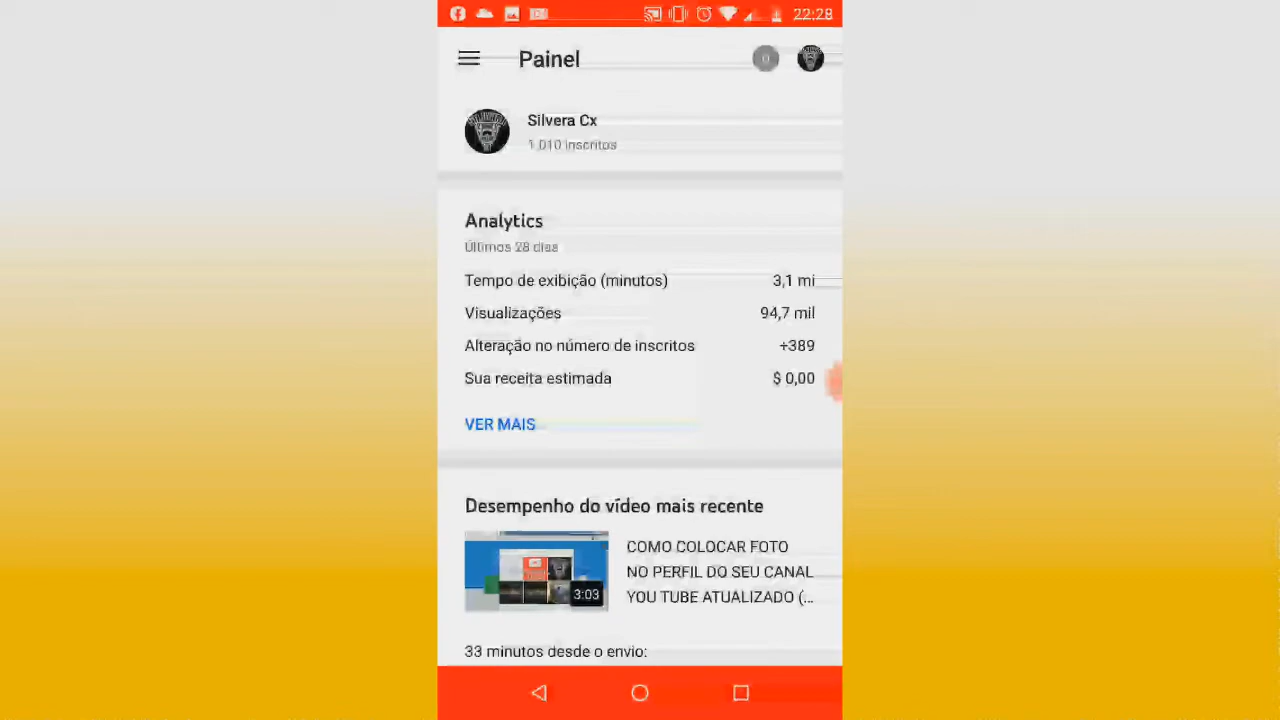 22:28
Painel
0
Silvera Cx
1.010 inscritos
Analytics
Últimos 28 dias
Tempo de exibição (minutos) 3,1 mi
Visualizações 94,7 mil
Alteração no número de inscritos +389
Sua receita estimada $ 0,00
VER MAIS
Desempenho do vídeo mais recente
COMO COLOCAR FOTO
NO PERFIL DO SEU CANAL
YOU TUBE ATUALIZADO (...
3:03
33 minutos desde o envio: